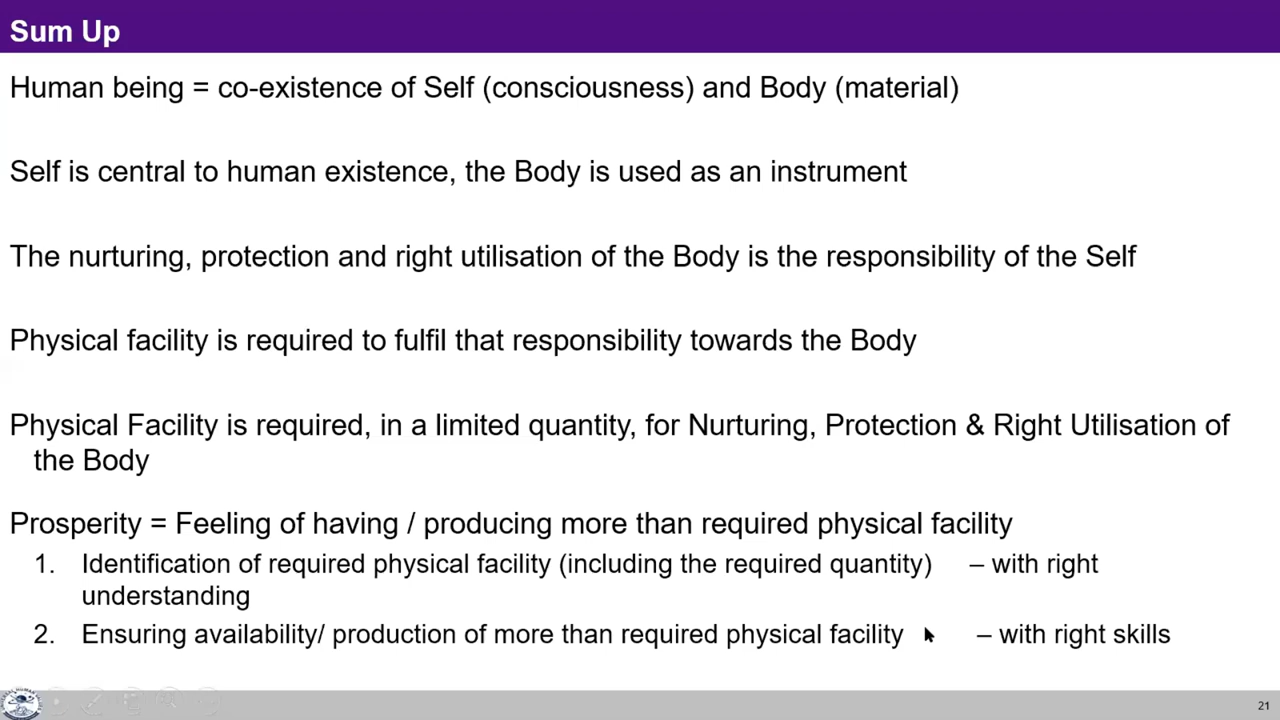 Sum Up
Human being = co-existence of Self (consciousness) and Body (material)
Self is central to human existence, the Body is used as an instrument
The nurturing, protection and right utilisation of the Body is the responsibility of the Self
Physical facility is required to fulfil that responsibility towards the Body
Physical Facility is required, in a limited quantity, for Nurturing, Protection & Right Utilisation of
the Body
Prosperity = Feeling of having / producing more than required physical facility
1. Identification of required physical facility (including the required quantity) – with right
understanding
2. Ensuring availability/ production of more than required physical facility – with right skills
21